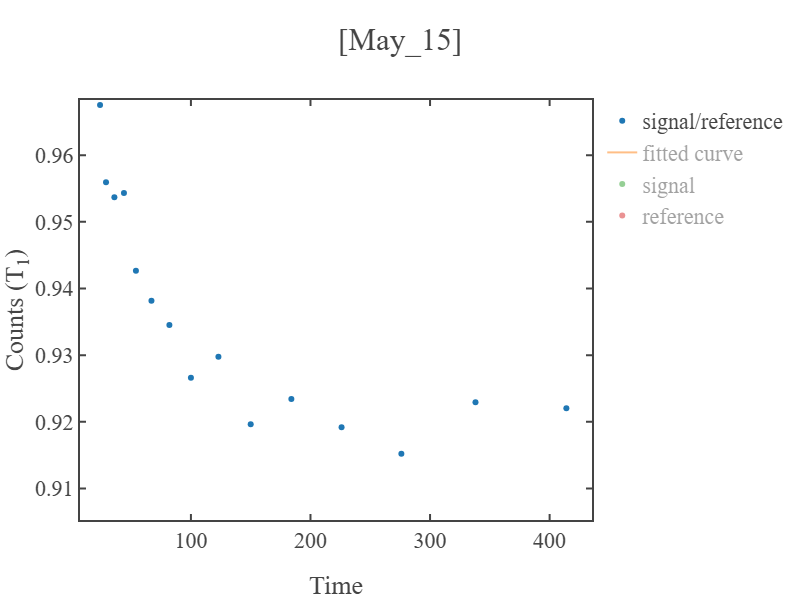 [May_15]
signal/reference
fitted curve
signal
reference
Counts (T₁)
0.96
0.95
0.94
0.93
0.92
0.91
100 200 300 400
Time